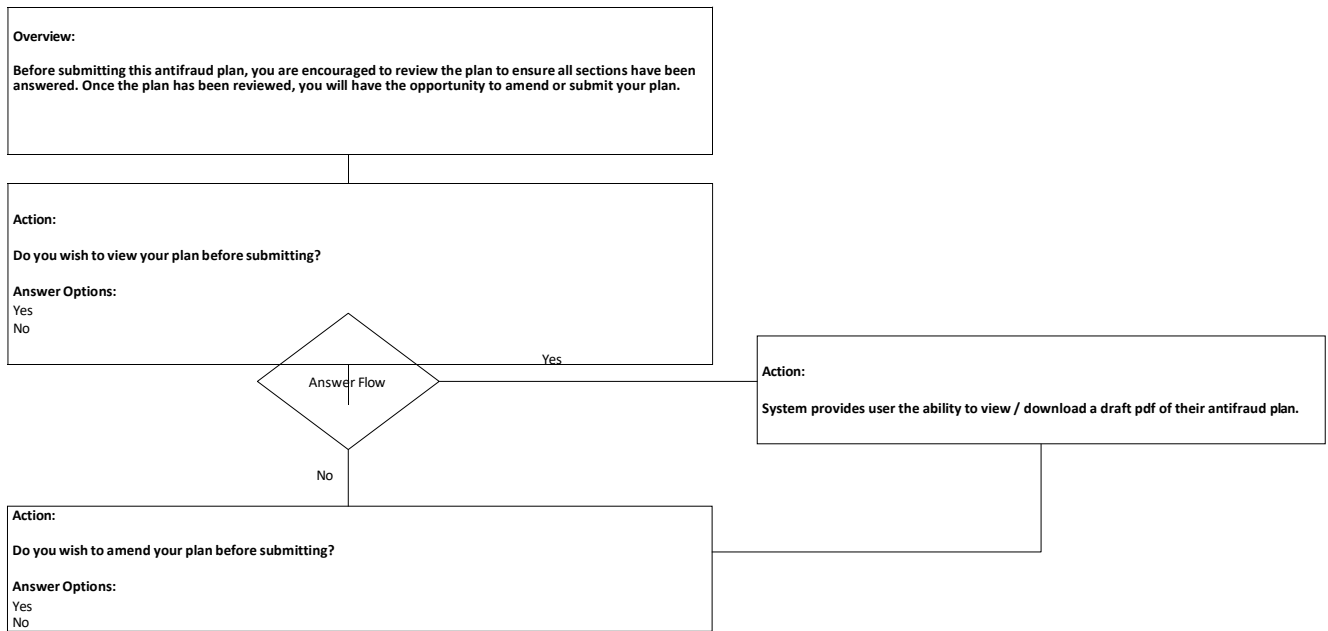 Overview:
Before submitting this antifraud plan, you are encouraged to review the plan to ensure all sections have been
answered. Once the plan has been reviewed, you will have the opportunity to amend or submit your plan.
Action:
Do you wish to view your plan before submitting?
Answer Options:
Yes
No
Yes
Answer Flow
Action:
System provides user the ability to view / download a draft pdf of their antifraud plan.
No
Action:
Do you wish to amend your plan before submitting?
Answer Options:
Yes
No